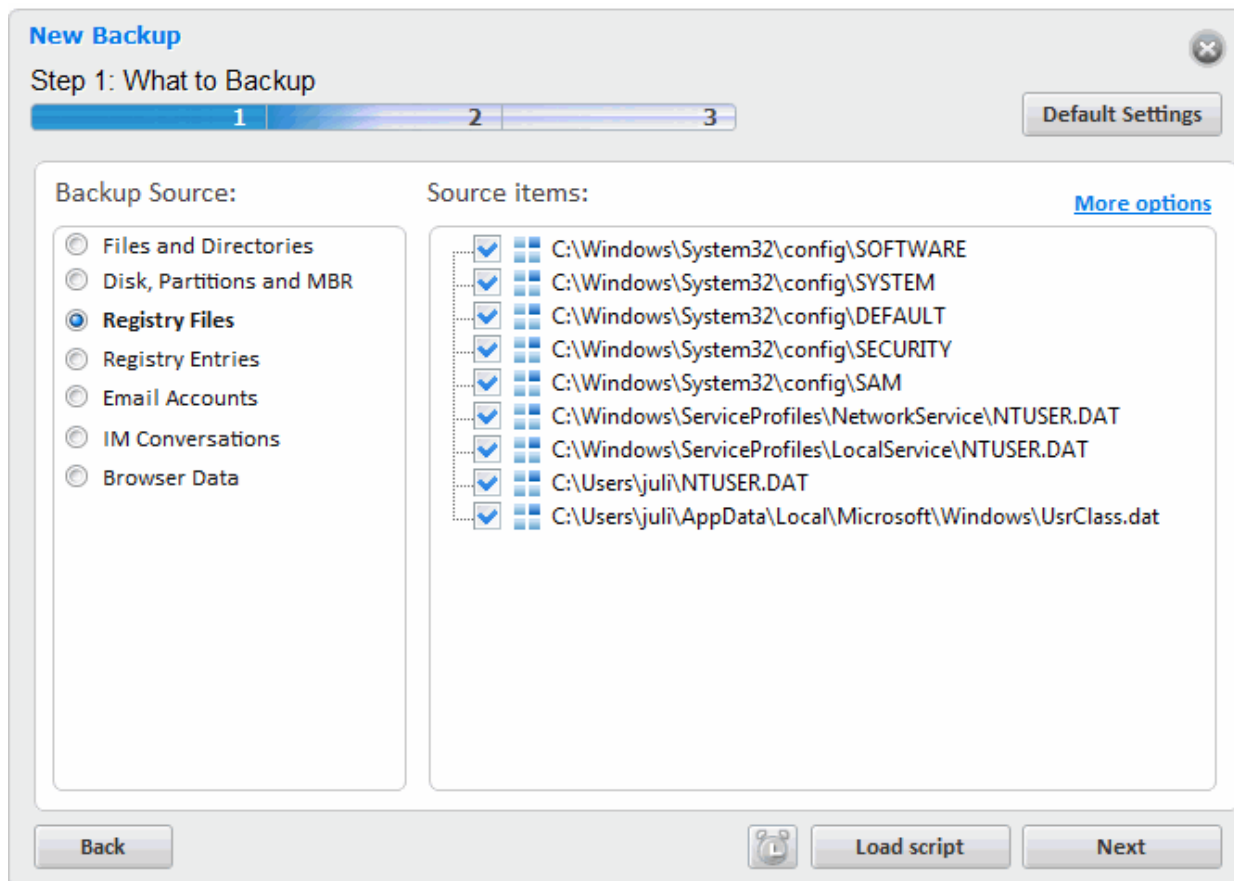 New Backup
Step 1: What to Backup
1 2 3
Default Settings
Backup Source:
Files and Directories
Disk, Partitions and MBR
Registry Files
Registry Entries
Email Accounts
IM Conversations
Browser Data
Source items:
More options
C:\Windows\System32\config\SOFTWARE
C:\Windows\System32\config\SYSTEM
C:\Windows\System32\config\DEFAULT
C:\Windows\System32\config\SECURITY
C:\Windows\System32\config\SAM
C:\Windows\ServiceProfiles\NetworkService\NTUSER.DAT
C:\Windows\ServiceProfiles\LocalService\NTUSER.DAT
C:\Users\juli\NTUSER.DAT
C:\Users\juli\AppData\Local\Microsoft\Windows\UsrClass.dat
Back
Load script
Next